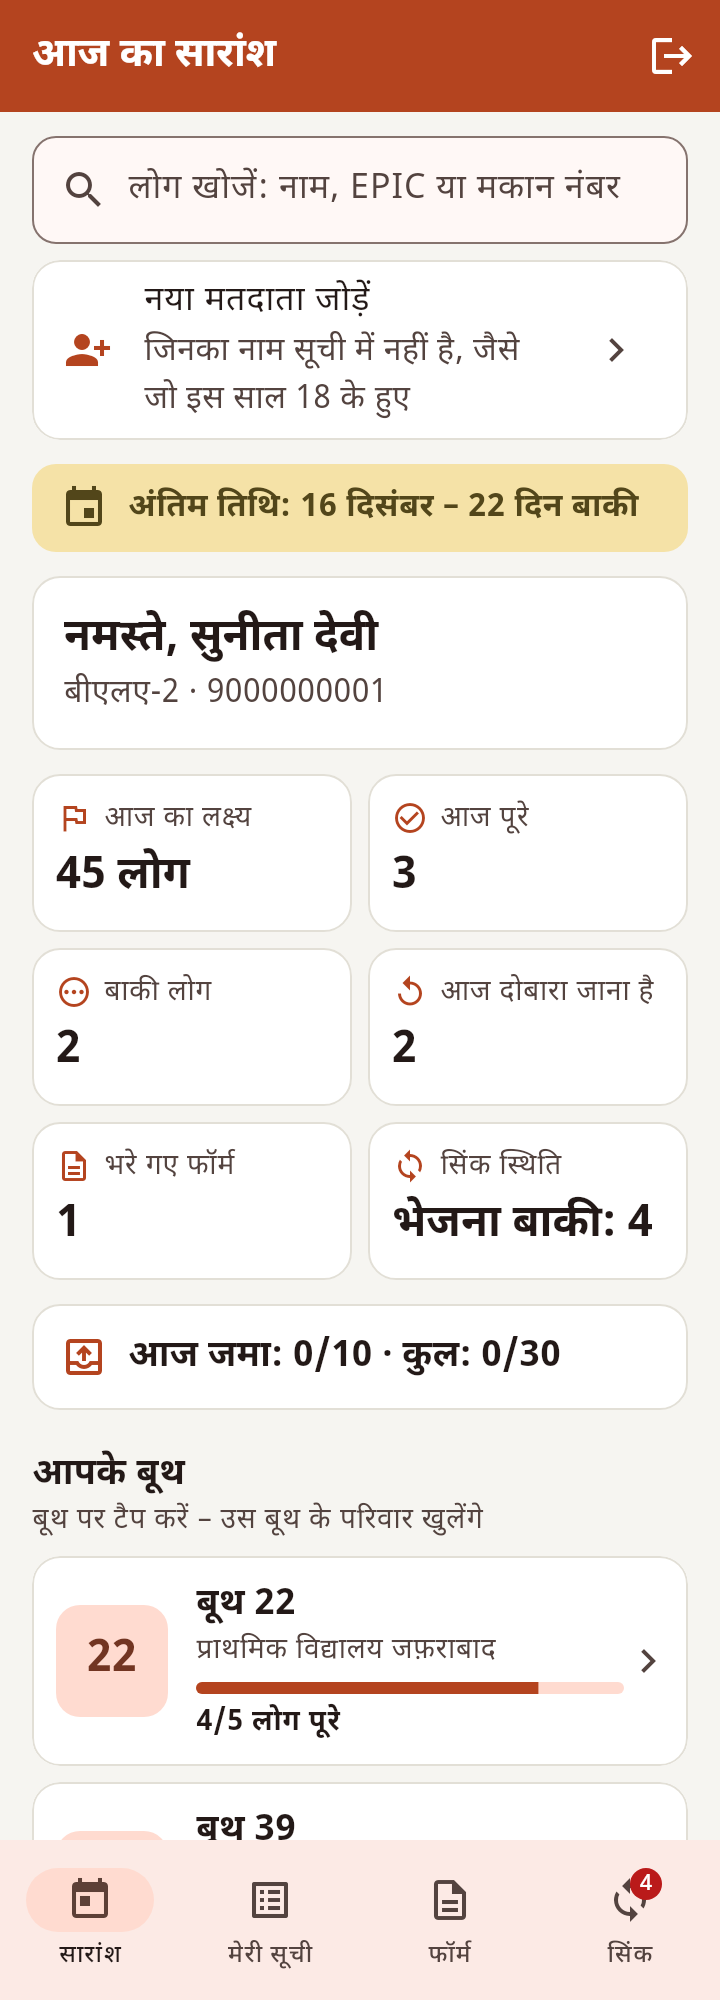 आज का सारांश
लोग खोजें: नाम, EPIC या मकान नंबर
नया मतदाता जोड़ें
जिनका नाम सूची में नहीं है, जैसे
जो इस साल 18 के हुए
अंतिम तिथि: 16 दिसंबर – 22 दिन बाकी
नमस्ते, सुनीता देवी
बीएलए-2 · 9000000001
आज का लक्ष्य
45 लोग
आज पूरे
3
बाकी लोग
2
आज दोबारा जाना है
2
भरे गए फॉर्म
1
सिंक स्थिति
भेजना बाकी: 4
आज जमा: 0/10 · कुल: 0/30
आपके बूथ
बूथ पर टैप करें – उस बूथ के परिवार खुलेंगे
22
बूथ 22
प्राथमिक विद्यालय जफ़राबाद
4/5 लोग पूरे
बूथ 39
4
सारांश
मेरी सूची
फॉर्म
सिंक